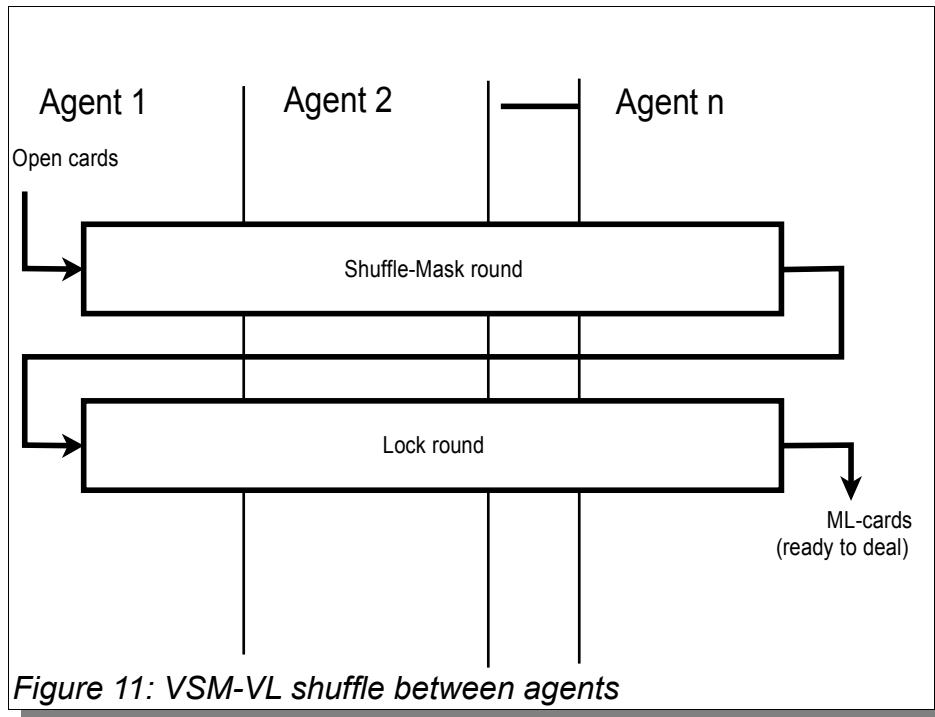 Agent 1
Agent 2
Agent n
Open cards
Shuffle-Mask round
Lock round
ML-cards
(ready to deal)
Figure 11: VSM-VL shuffle between agents